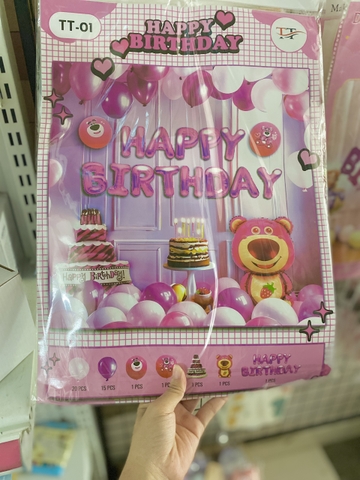 TT-01
HAPPY
BIRTHDAY
HAPPY
BIRTHDAY
Happy Birthday!
20 PCS
15 PCS
1 PCS
1 PCS
1 PCS
1 PCS
HAPPY
BIRTHDAY